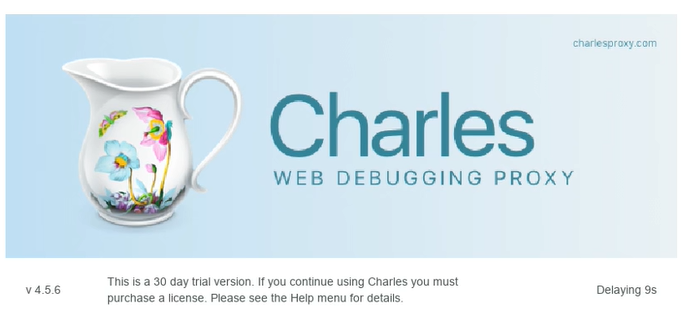 charlesproxy.com
Charles
WEB DEBUGGING PROXY
v 4.5.6
This is a 30 day trial version. If you continue using Charles you must
purchase a license. Please see the Help menu for details.
Delaying 9s